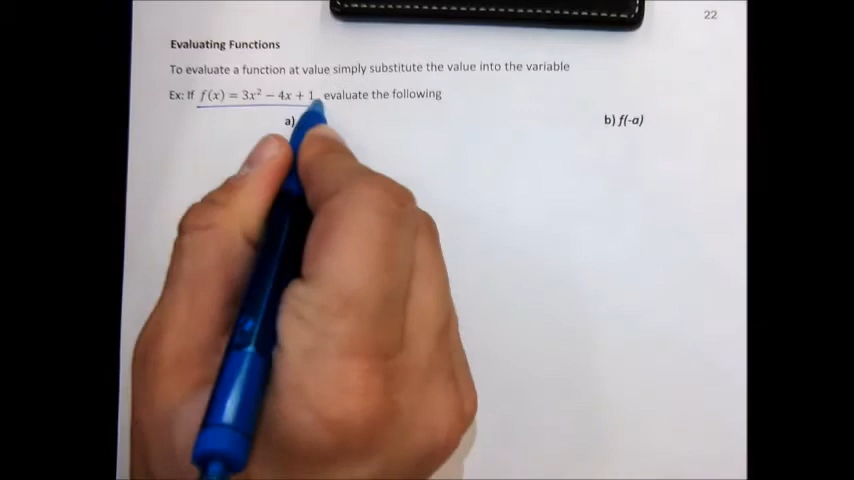 22
Evaluating Functions
To evaluate a function at value simply substitute the value into the variable
Ex: If f(x) = 3x² − 4x + 1, evaluate the following
a) b) f(-a)